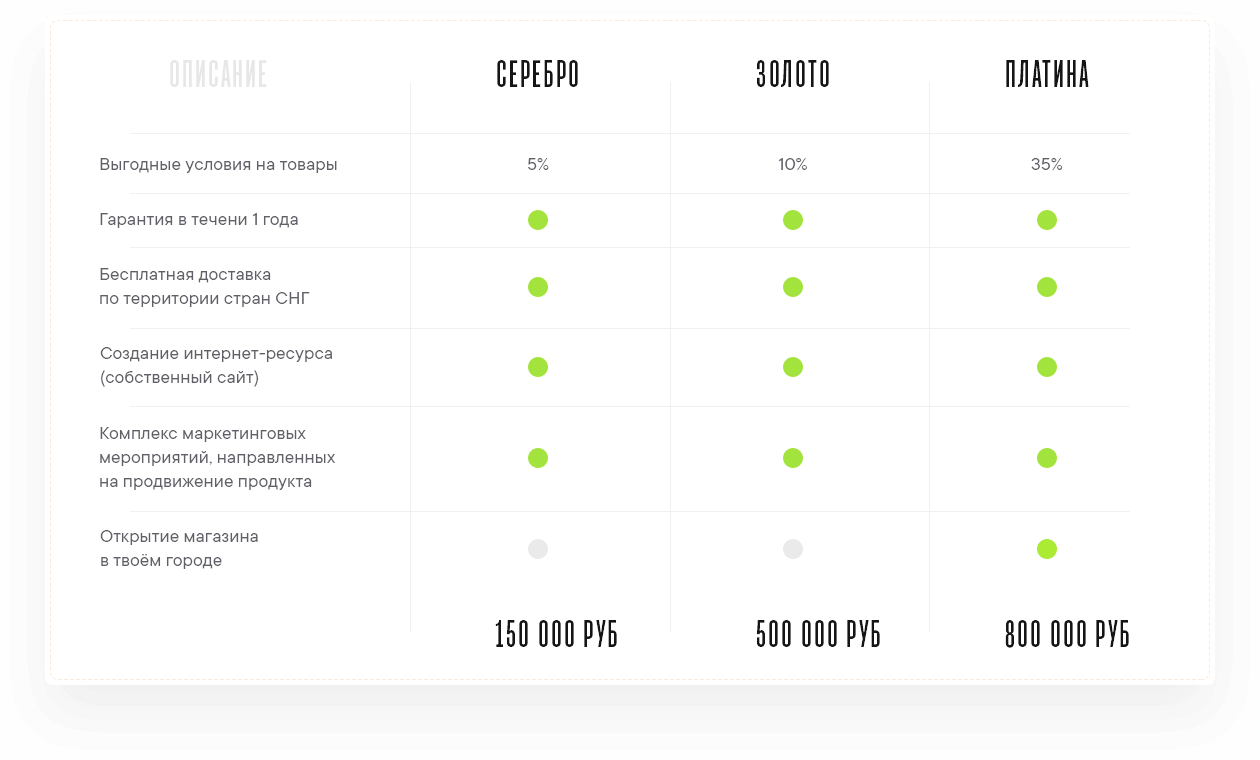 ОПИСАНИЕ СЕРЕБРО ЗОЛОТО ПЛАТИНА
Выгодные условия на товары 5% 10% 35%
Гарантия в течени 1 года
Бесплатная доставка
по территории стран СНГ
Создание интернет-ресурса
(собственный сайт)
Комплекс маркетинговых
мероприятий, направленных
на продвижение продукта
Открытие магазина
в твоём городе
150 000 РУБ 500 000 РУБ 800 000 РУБ